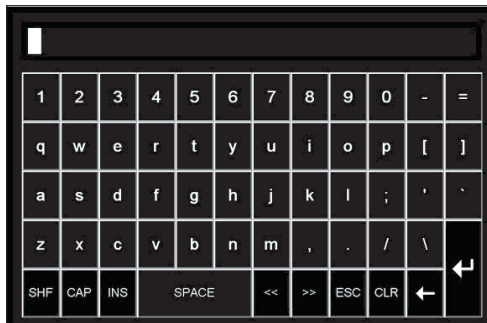 1 2 3 4 5 6 7 8 9 0 - =
q w e r t y u i o p [ ]
a s d f g h j k l ; ' `
z x c v b n m , . / \
SHF CAP INS SPACE << >> ESC CLR ← ↵